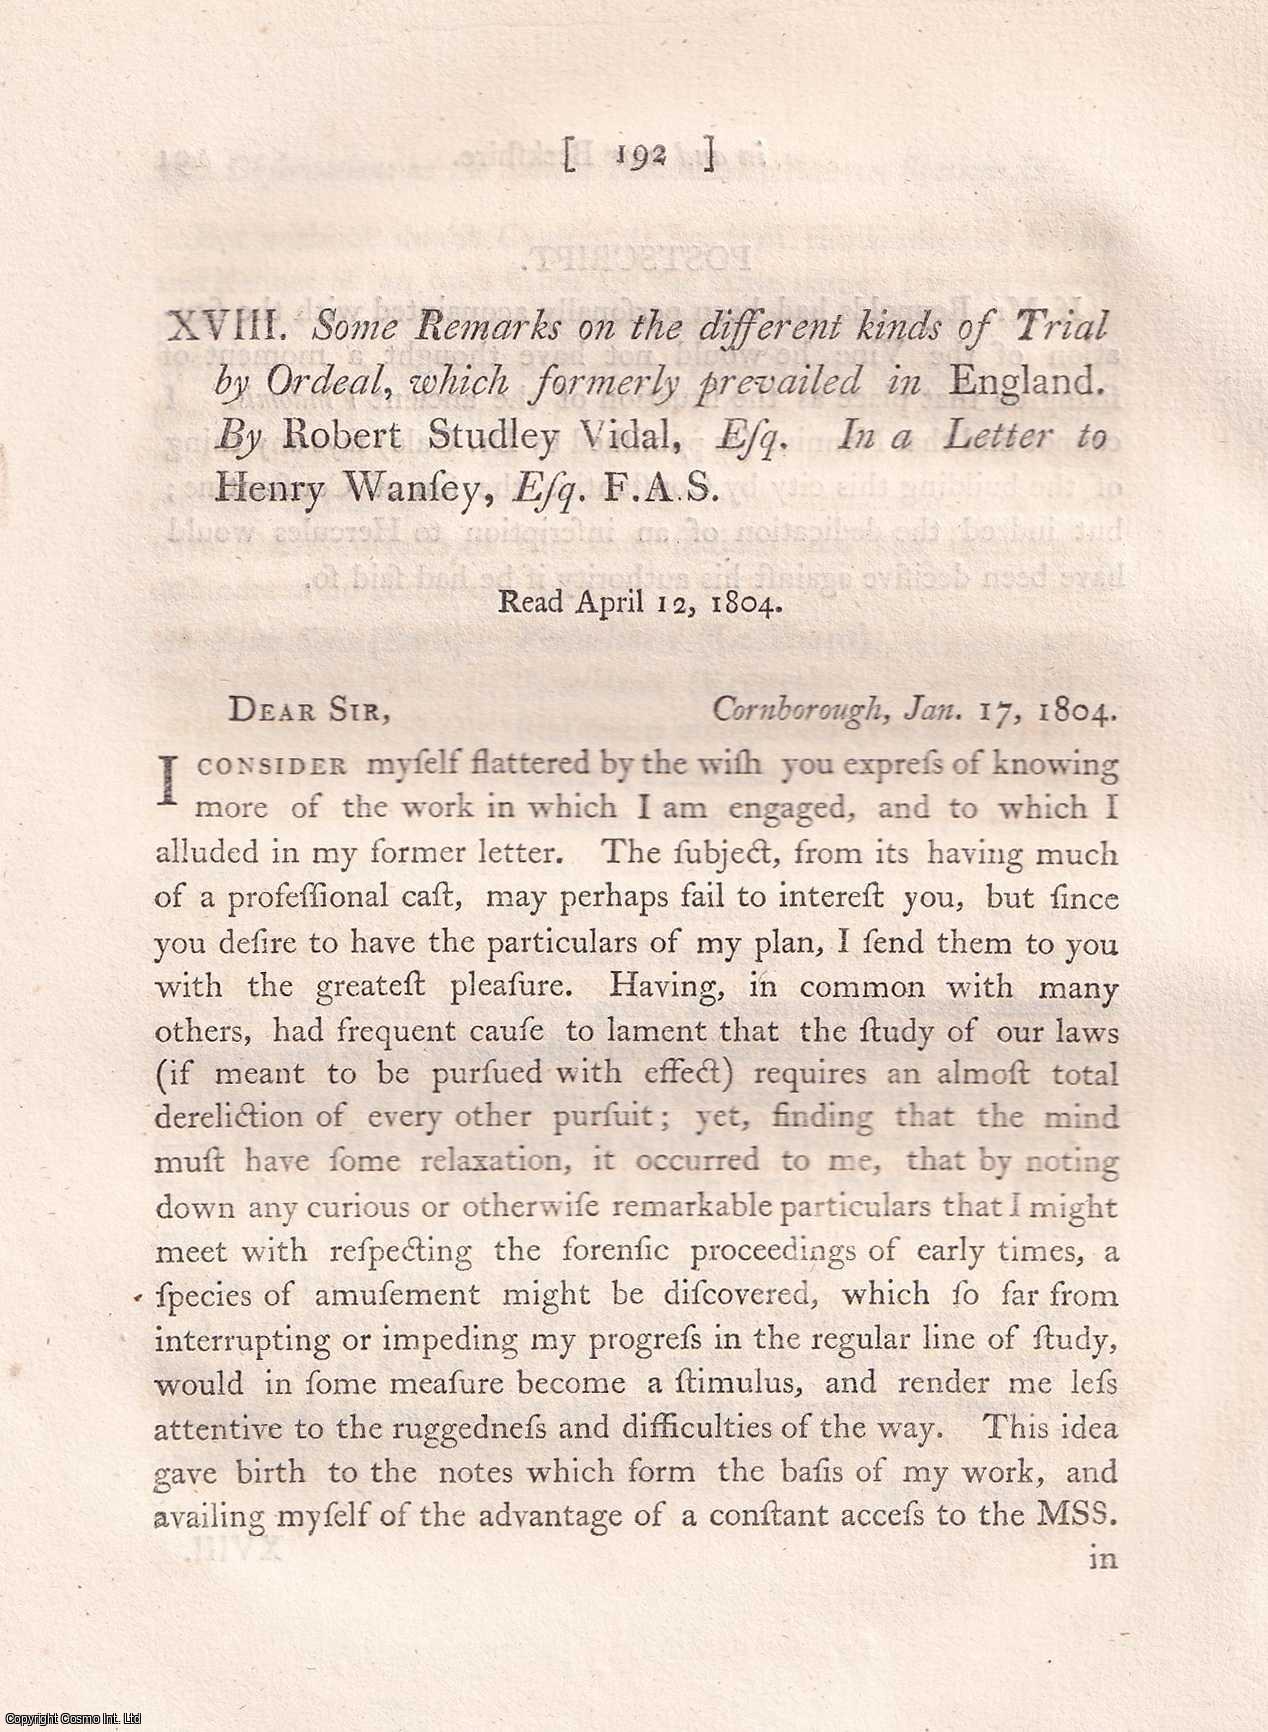 [ 192 ]
XVIII. Some Remarks on the different kinds of Trial
by Ordeal, which formerly prevailed in England.
By Robert Studley Vidal, Eſq. In a Letter to
Henry Wanſey, Eſq. F.A.S.
Read April 12, 1804.
DEAR SIR, Cornborough, Jan. 17, 1804.
I CONSIDER myſelf flattered by the wiſh you expreſs of knowing
more of the work in which I am engaged, and to which I
alluded in my former letter. The ſubject, from its having much
of a profeſſional caſt, may perhaps fail to intereſt you, but ſince
you deſire to have the particulars of my plan, I ſend them to you
with the greateſt pleaſure. Having, in common with many
others, had frequent cauſe to lament that the ſtudy of our laws
(if meant to be purſued with effect) requires an almoſt total
dereliction of every other purſuit; yet, finding that the mind
muſt have ſome relaxation, it occurred to me, that by noting
down any curious or otherwiſe remarkable particulars that I might
meet with reſpecting the forenſic proceedings of early times, a
ſpecies of amuſement might be diſcovered, which ſo far from
interrupting or impeding my progreſs in the regular line of ſtudy,
would in ſome meaſure become a ſtimulus, and render me leſs
attentive to the ruggedneſs and difficulties of the way. This idea
gave birth to the notes which form the baſis of my work, and
availing myſelf of the advantage of a conſtant acceſs to the MSS.
in
Copyright Cosmo Int. Ltd